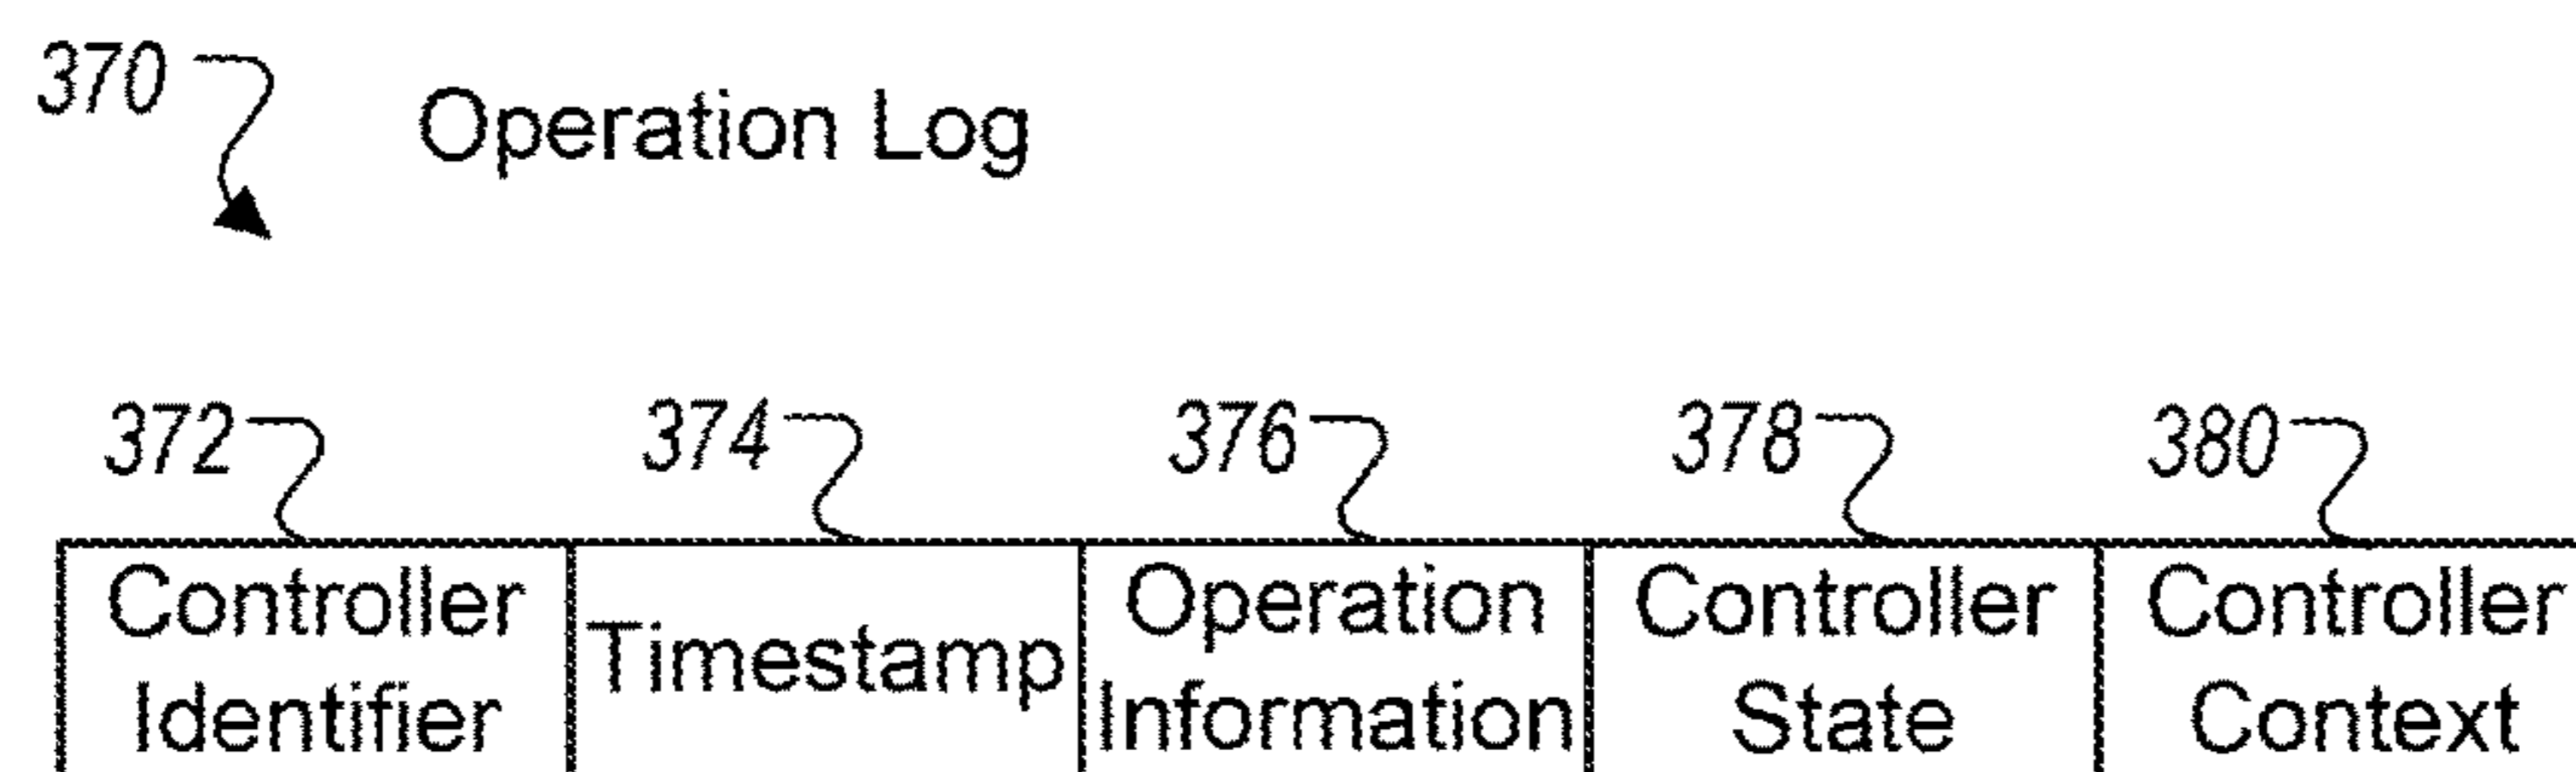 370
Operation Log
372 374 376 378 380
Controller Identifier
Timestamp
Operation Information
Controller State
Controller Context